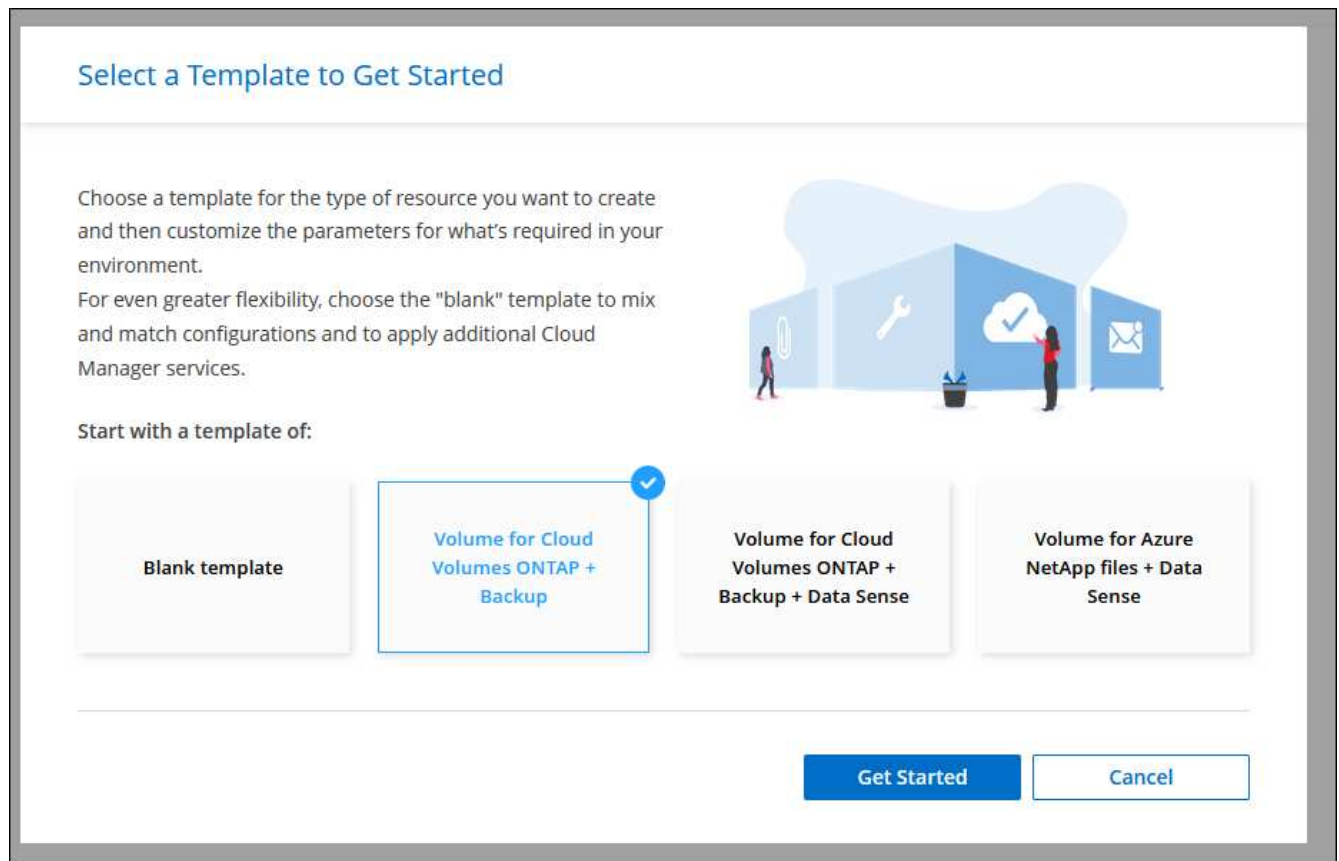 Select a Template to Get Started
Choose a template for the type of resource you want to create
and then customize the parameters for what's required in your
environment.
For even greater flexibility, choose the "blank" template to mix
and match configurations and to apply additional Cloud
Manager services.
Start with a template of:
Blank template
Volume for Cloud
Volumes ONTAP +
Backup
Volume for Cloud
Volumes ONTAP +
Backup + Data Sense
Volume for Azure
NetApp files + Data
Sense
Get Started
Cancel